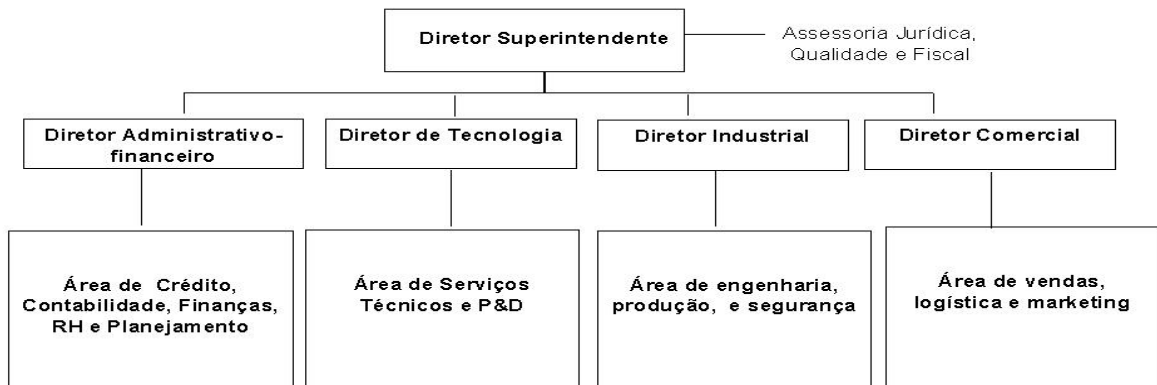 Diretor Superintendente
Assessoria Jurídica,
Qualidade e Fiscal
Diretor Administrativo-
financeiro
Diretor de Tecnologia
Diretor Industrial
Diretor Comercial
Área de Crédito,
Contabilidade, Finanças,
RH e Planejamento
Área de Serviços
Técnicos e P&D
Área de engenharia,
produção, e segurança
Área de vendas,
logística e marketing